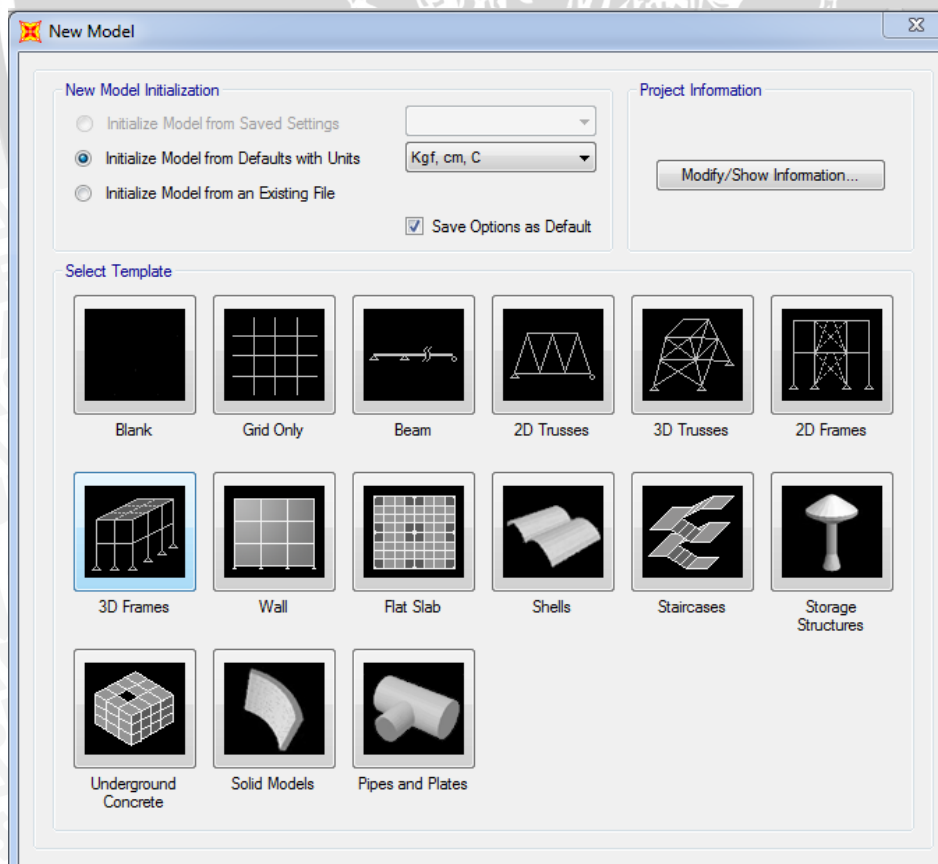 New Model
New Model Initialization
Project Information
Initialize Model from Saved Settings
Initialize Model from Defaults with Units
Kgf, cm, C
Modify/Show Information...
Initialize Model from an Existing File
Save Options as Default
Select Template
Blank
Grid Only
Beam
2D Trusses
3D Trusses
2D Frames
3D Frames
Wall
Flat Slab
Shells
Staircases
Storage
Structures
Underground
Concrete
Solid Models
Pipes and Plates